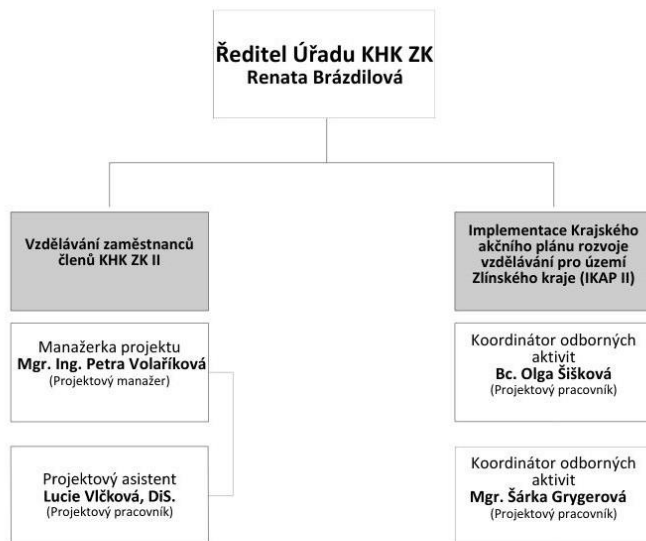 Ředitel Úřadu KHK ZK
Renata Brázdilová
Vzdělávání zaměstnanců
členů KHK ZK II
Manažerka projektu
Mgr. Ing. Petra Volaříková
(Projektový manažer)
Projektový asistent
Lucie Vlčková, DiS.
(Projektový pracovník)
Implementace Krajského
akčního plánu rozvoje
vzdělávání pro území
Zlínského kraje (IKAP II)
Koordinátor odborných
aktivit
Bc. Olga Šišková
(Projektový pracovník)
Koordinátor odborných
aktivit
Mgr. Šárka Grygerová
(Projektový pracovník)